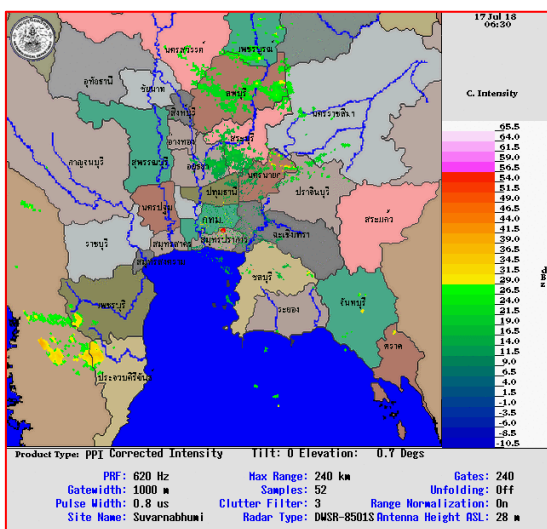 17 Jul 18
06:30
นครสวรรค์
เพชรบูรณ์
อุทัยธานี
ชัยนาท
ลพบุรี
สิงห์บุรี
นครราชสีมา
อ่างทอง
สระบุรี
กาญจนบุรี
สุพรรณบุรี
อยุธยา
นครนายก
ปราจีนบุรี
ปทุมธานี
นครปฐม
กทม.
สระแก้ว
ราชบุรี
สมุทรสาคร
สมุทรปราการ
ฉะเชิงเทรา
สมุทรสงคราม
ชลบุรี
เพชรบุรี
ระยอง
จันทบุรี
ตราด
ประจวบคีรีขันธ์
C. Intensity
65.5
64.0
61.5
59.0
56.5
54.0
51.5
49.0
46.5
44.0
41.5
39.0
36.5
34.0
31.5
29.0
26.5
24.0
21.5
19.0
16.5
14.0
11.5
9.0
6.5
4.0
1.5
-1.0
-3.5
-6.0
-8.5
-10.5
Product Type: PPI Corrected Intensity Tilt: 0 Elevation: 0.7 Degs
PRF: 620 Hz Max Range: 240 km Gates: 240
Gatewidth: 1000 m Samples: 52 Unfolding: Off
Pulse Width: 0.8 us Clutter Filter: 3 Range Normalization: On
Site Name: Suvarnabhumi Radar Type: DWSR-8501S Antenna Height ASL: 28 m